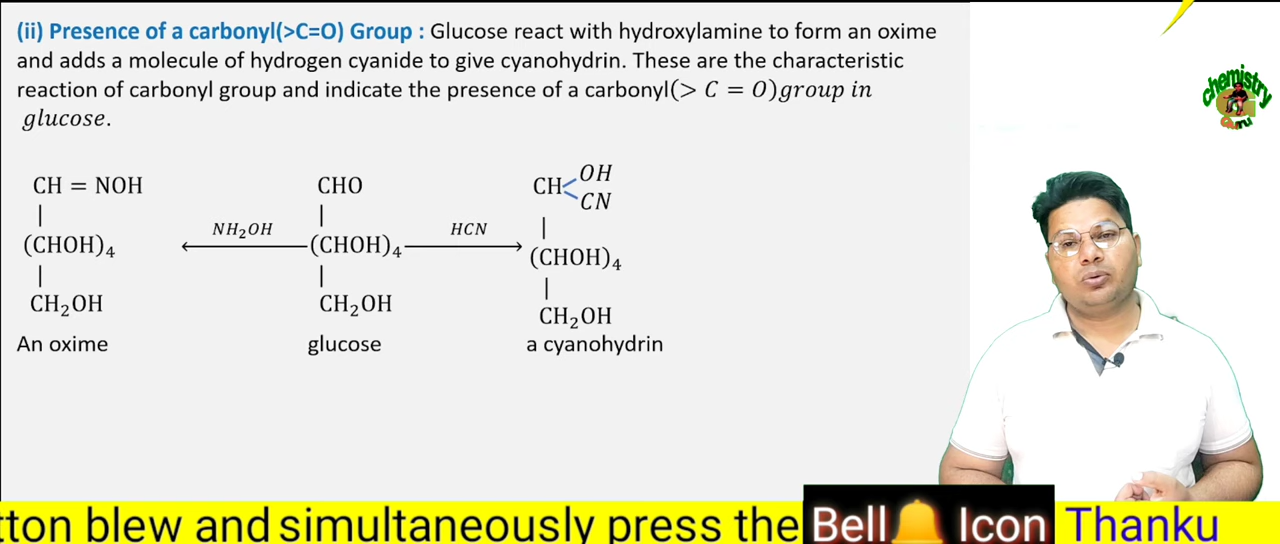 (ii) Presence of a carbonyl(>C=O) Group : Glucose react with hydroxylamine to form an oxime
and adds a molecule of hydrogen cyanide to give cyanohydrin. These are the characteristic
reaction of carbonyl group and indicate the presence of a carbonyl(> C = O)group in
glucose.
chemistry
Guru
CH = NOH
|
(CHOH)₄
|
CH₂OH
An oxime
NH₂OH
CHO
|
(CHOH)₄
|
CH₂OH
glucose
HCN
CH<OH
CN
|
(CHOH)₄
|
CH₂OH
a cyanohydrin
tton blew and simultaneously press the Bell🔔 Icon Thanku